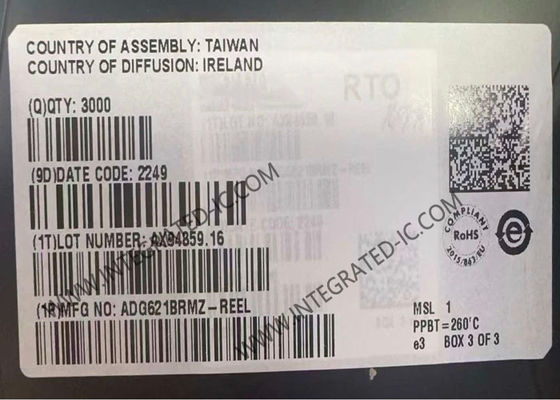 COUNTRY OF ASSEMBLY: TAIWAN
COUNTRY OF DIFFUSION: IRELAND
(Q)QTY: 3000
RTO
(9D)DATE CODE: 2249
(1T)LOT NUMBER: AX94859.16
(1P)MFG NO: ADG621BRMZ-REEL
COMPLIANT
RoHS
2015/863/EU
e
MSL 1
PPBT=260°C
e3 BOX 3 OF 3
WWW.INTEGRATED-IC.COM
WWW.INTEGRATED-IC.COM